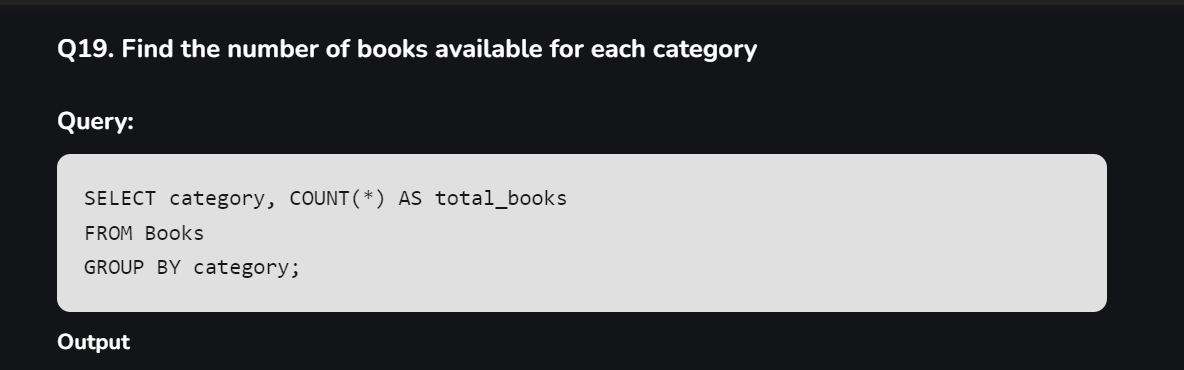 Q19. Find the number of books available for each category
Query:
SELECT category, COUNT(*) AS total_books
FROM Books
GROUP BY category;
Output